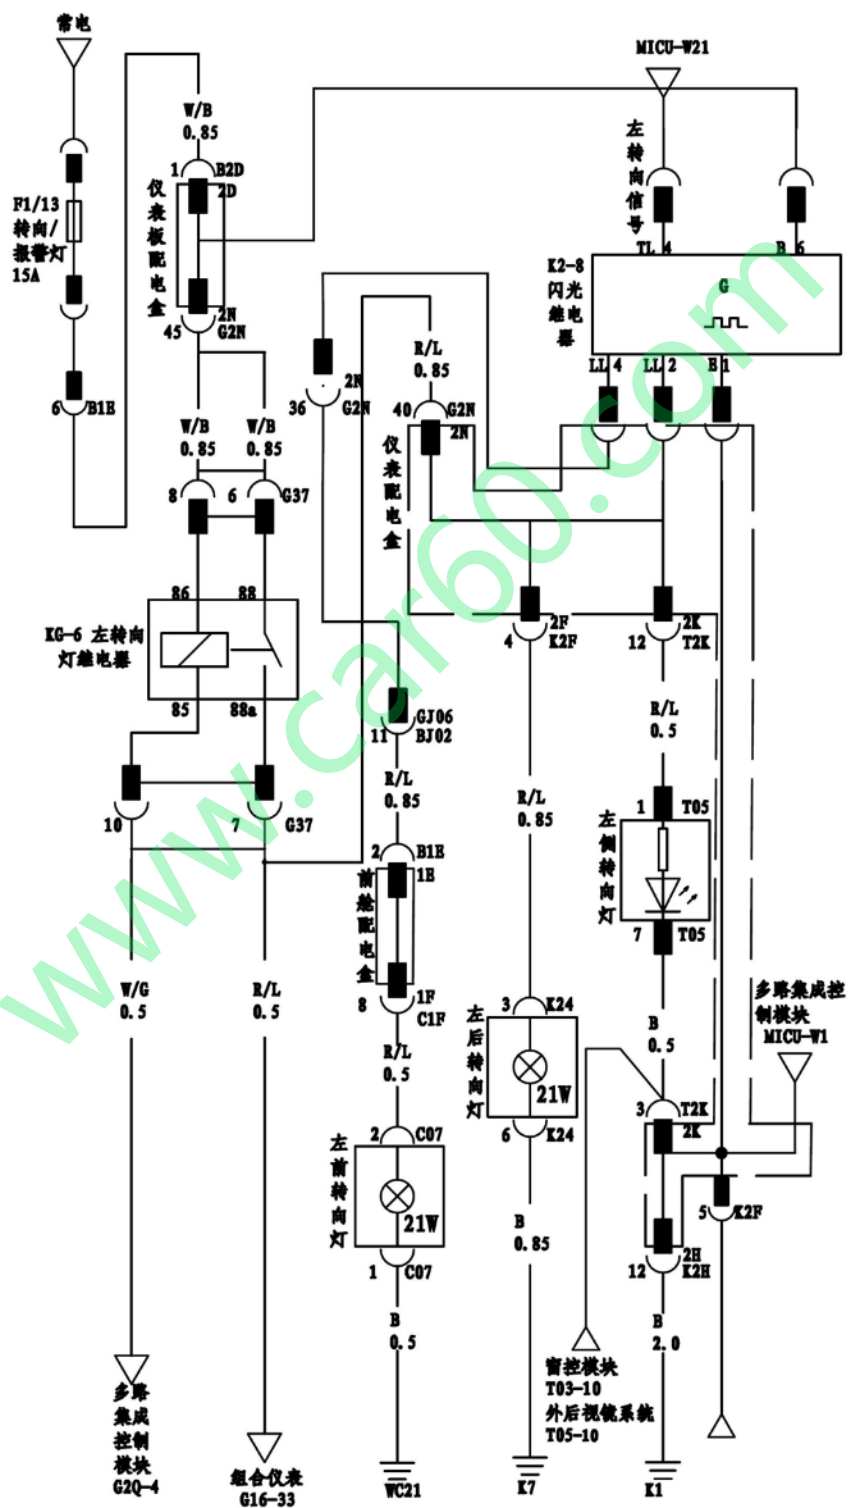 常电
MICU-W21
W/B
0.85
左转向信号
1
B2D
2D
仪表板配电盒
F1/13
转向/
报警灯
15A
TL 4
B 6
K2-8
闪光
继电
器
G
2N
45
G2N
R/L
0.85
LL 4
LL 2
E 1
2N
36
G2N
40
G2N
2N
6
B1E
W/B
0.85
W/B
0.85
仪表配电盒
8
6
G37
86
88
KG-6 左转向
灯继电器
2F
4
K2F
2K
12
T2K
85
88a
GJ06
11
BJ02
R/L
0.5
R/L
0.85
R/L
0.85
1
T05
10
7
G37
左侧转向灯
2
B1E
1E
前舱配电盒
7
T05
W/G
0.5
R/L
0.5
1F
8
C1F
3
K24
左后转向灯
多路集成控
制模块
MICU-W1
B
0.5
R/L
0.5
21W
3
T2K
2K
2
C07
6
K24
左前转向灯
21W
5
K2F
B
0.85
2H
12
K2H
1
C07
B
0.5
B
2.0
窗控模块
T03-10
外后视镜系统
T05-10
多路
集成
控制
模块
G2Q-4
组合仪表
G16-33
WC21
K7
K1
www.car60.com